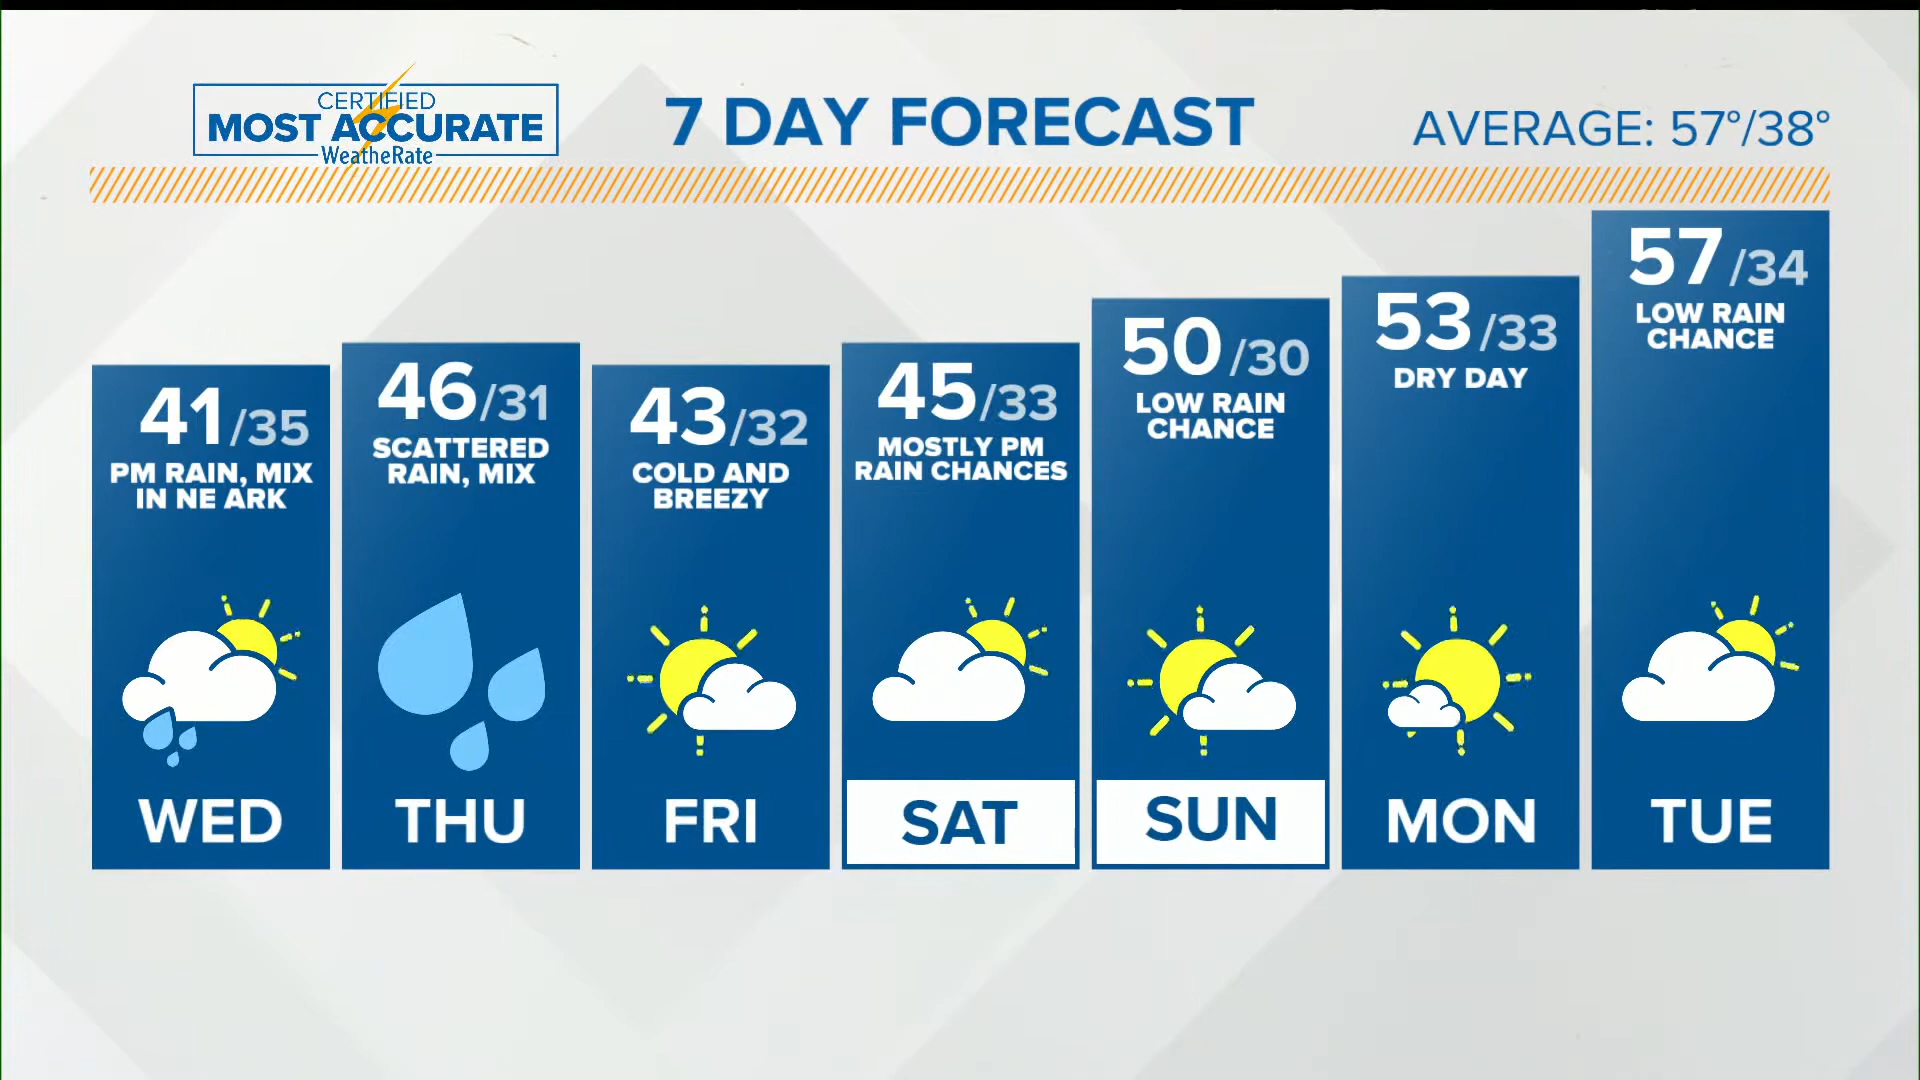 CERTIFIED
MOST ACCURATE
WeatheRate
7 DAY FORECAST
AVERAGE: 57°/38°
41/35
PM RAIN, MIX
IN NE ARK
WED
46/31
SCATTERED
RAIN, MIX
THU
43/32
COLD AND
BREEZY
FRI
45/33
MOSTLY PM
RAIN CHANCES
SAT
50/30
LOW RAIN
CHANCE
SUN
53/33
DRY DAY
MON
57/34
LOW RAIN
CHANCE
TUE